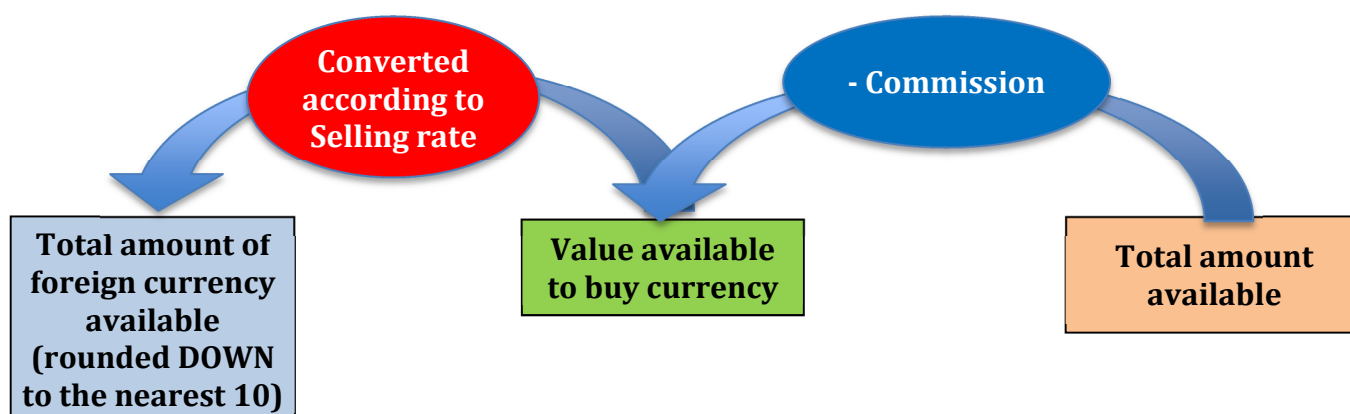 Converted
according to
Selling rate
- Commission
Total amount of
foreign currency
available
(rounded DOWN
to the nearest 10)
Value available
to buy currency
Total amount
available